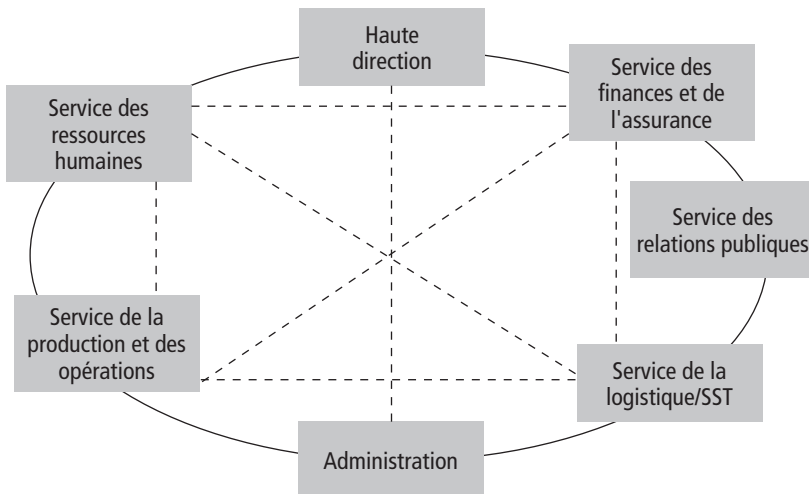 Haute
direction
Service des
finances et de
l'assurance
Service des
ressources
humaines
Service des
relations publiques
Service de la
production et des
opérations
Service de la
logistique/SST
Administration